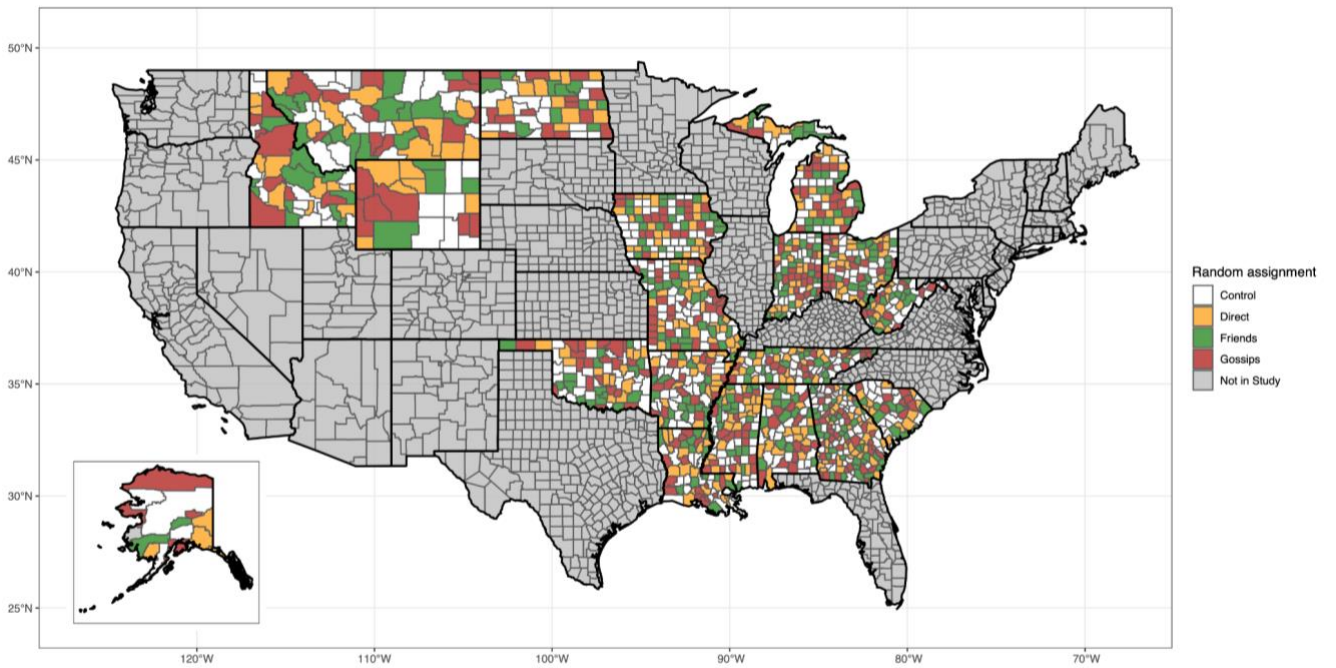 50°N
45°N
40°N
35°N
30°N
25°N
120°W 110°W 100°W 90°W 80°W 70°W
Random assignment
Control
Direct
Friends
Gossips
Not in Study